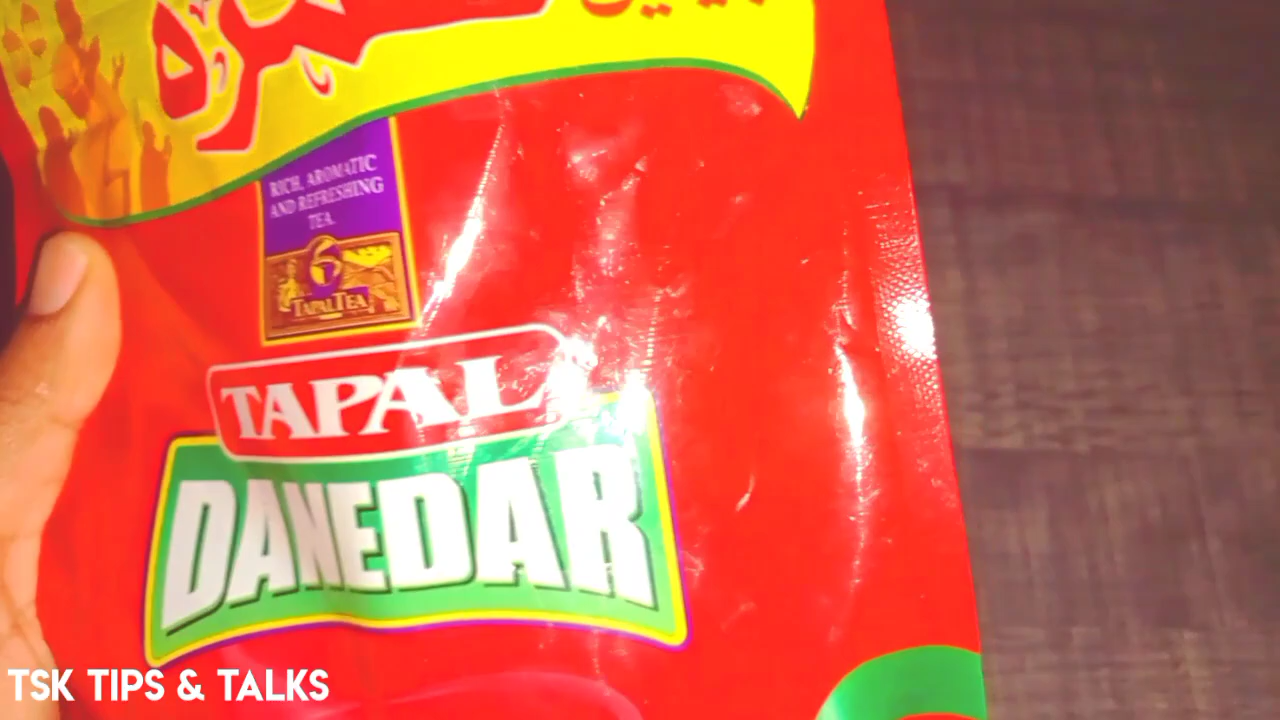 RICH, AROMATIC
AND REFRESHING
TEA.
TAPAL TEA
TAPAL
DANEDAR
TSK TIPS & TALKS